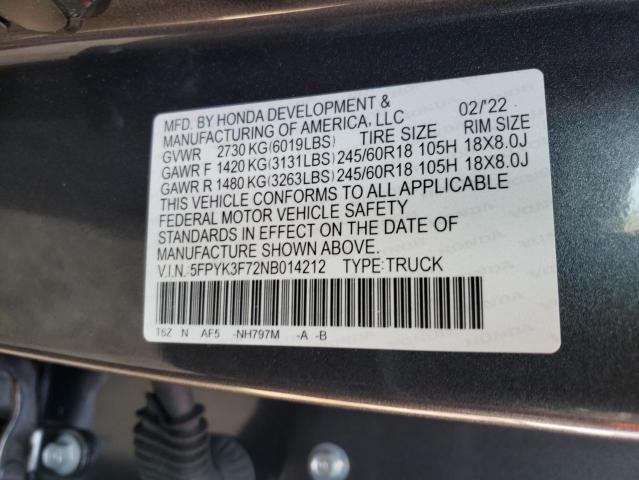 MFD. BY HONDA DEVELOPMENT & 02/'22
MANUFACTURING OF AMERICA, LLC
GVWR 2730 KG(6019LBS) TIRE SIZE RIM SIZE
GAWR F 1420 KG(3131LBS) 245/60R18 105H 18X8.0J
GAWR R 1480 KG(3263LBS) 245/60R18 105H 18X8.0J
THIS VEHICLE CONFORMS TO ALL APPLICABLE
FEDERAL MOTOR VEHICLE SAFETY
STANDARDS IN EFFECT ON THE DATE OF
MANUFACTURE SHOWN ABOVE.
V.I.N.:5FPYK3F72NB014212 TYPE:TRUCK
T6Z N AF5 -NH797M -A -B